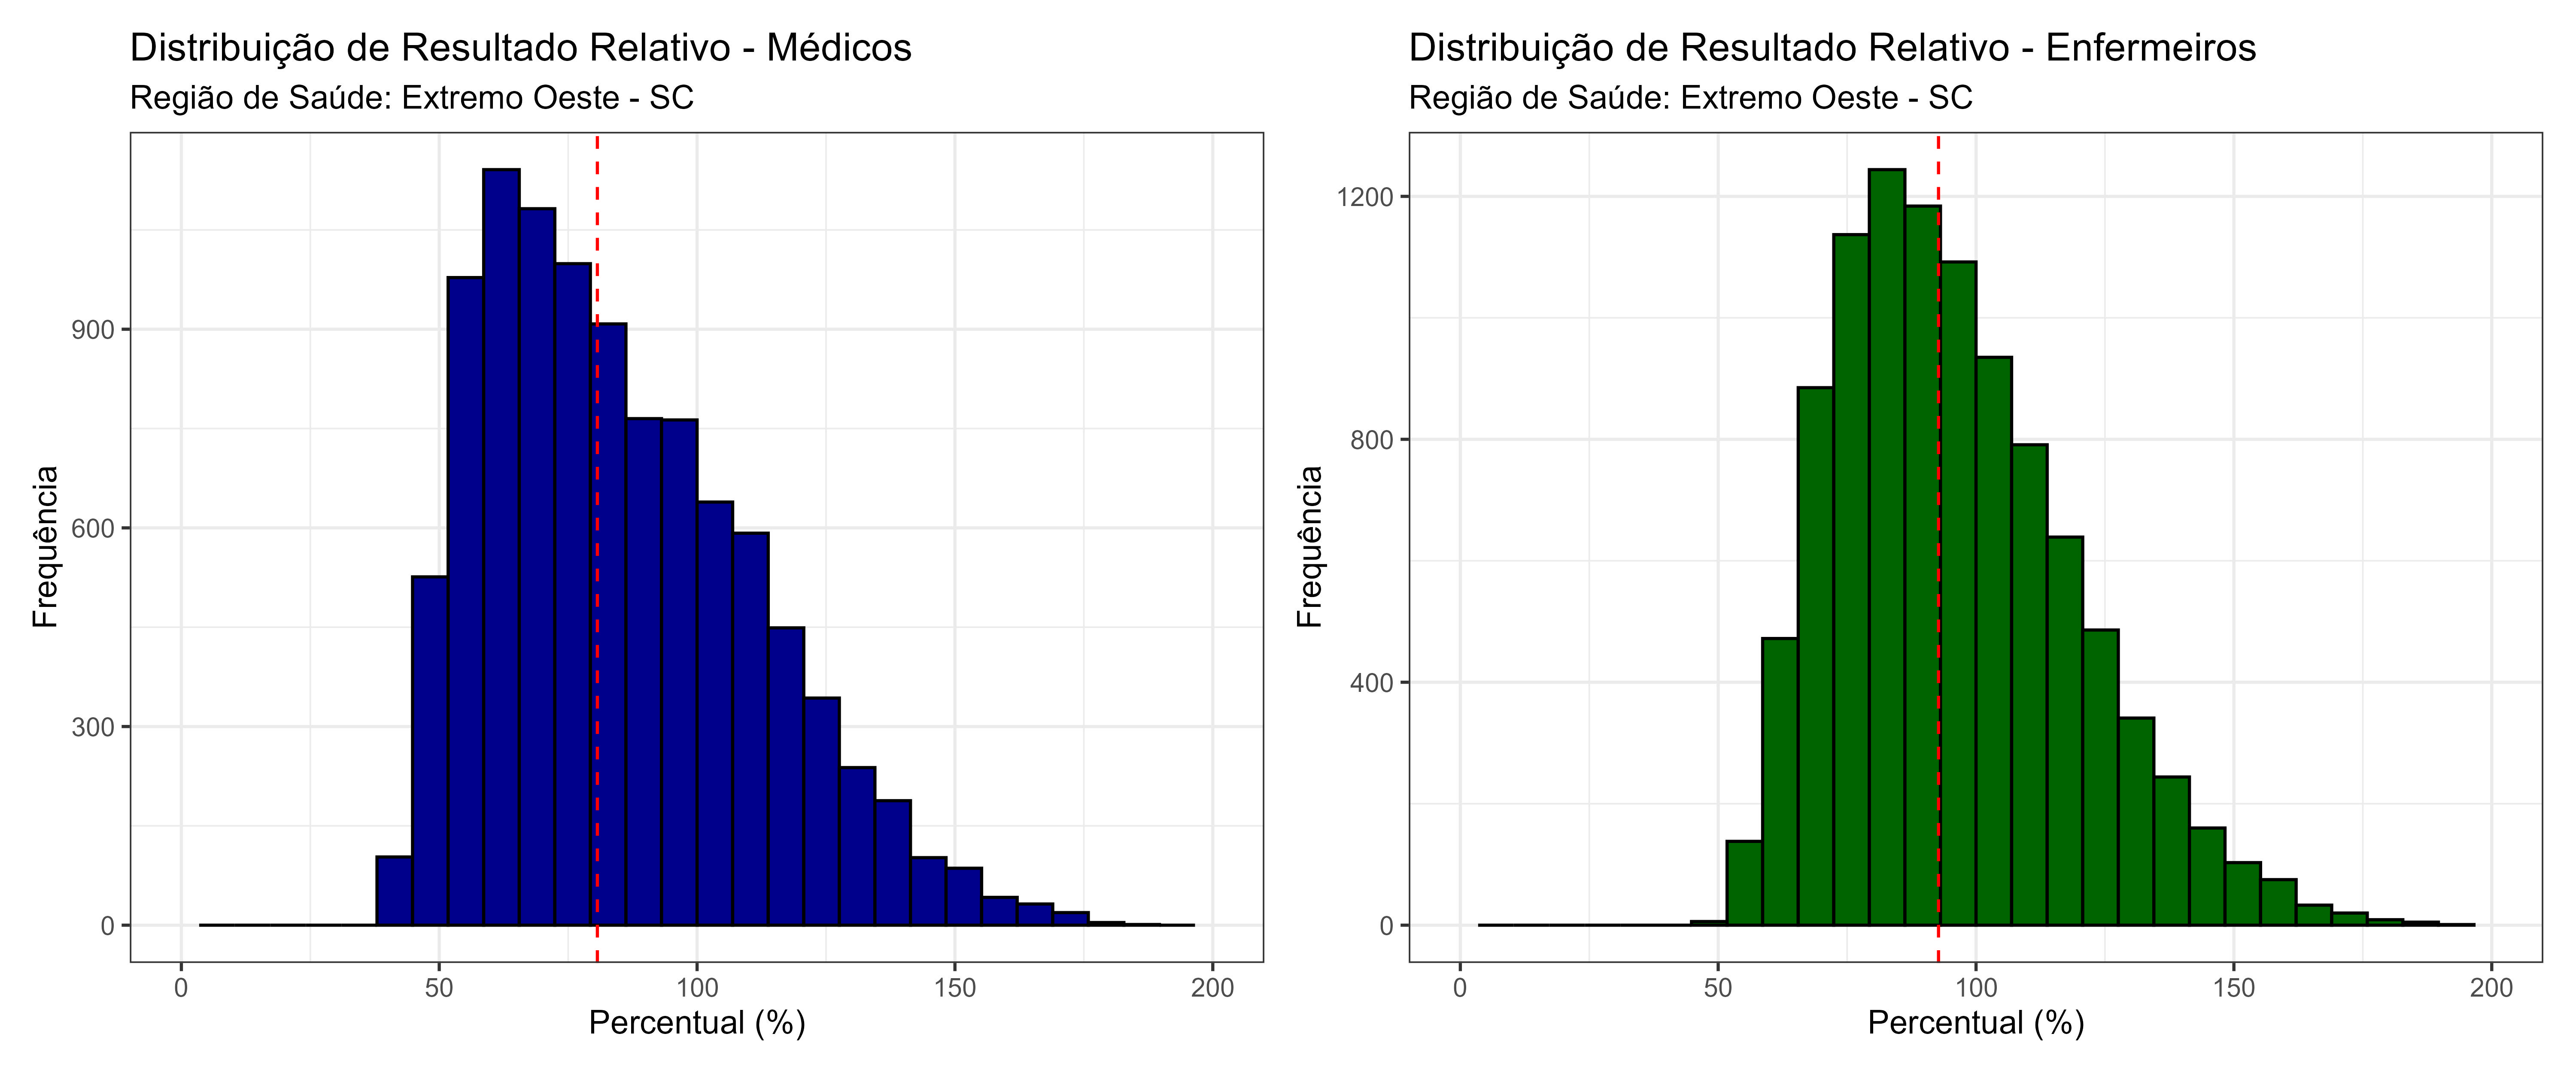 Distribuição de Resultado Relativo - Médicos
Região de Saúde: Extremo Oeste - SC
Frequência
900
600
300
0
0 50 100 150 200
Percentual (%)
Distribuição de Resultado Relativo - Enfermeiros
Região de Saúde: Extremo Oeste - SC
Frequência
1200
800
400
0
0 50 100 150 200
Percentual (%)